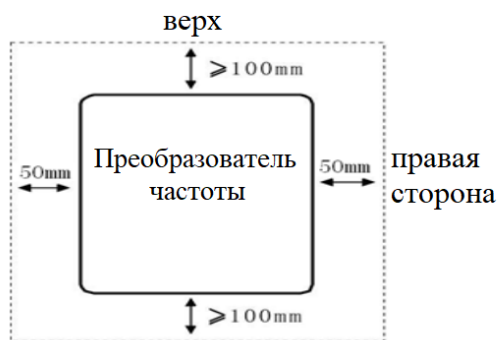 верх
⩾100mm
50mm
Преобразователь
частоты
50mm
правая
сторона
⩾100mm